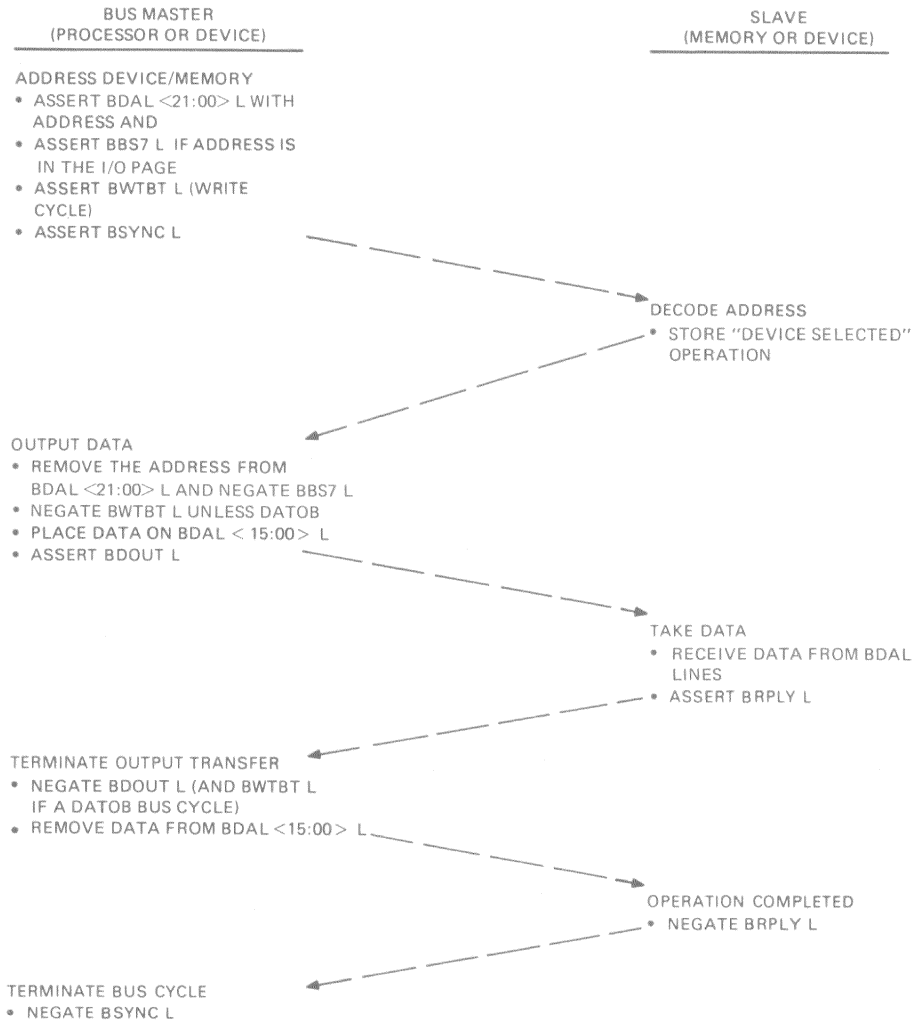 BUS MASTER
(PROCESSOR OR DEVICE)
SLAVE
(MEMORY OR DEVICE)
ADDRESS DEVICE/MEMORY
• ASSERT BDAL <21:00> L WITH
ADDRESS AND
• ASSERT BBS7 L IF ADDRESS IS
IN THE I/O PAGE
• ASSERT BWTBT L (WRITE
CYCLE)
• ASSERT BSYNC L
DECODE ADDRESS
• STORE "DEVICE SELECTED"
OPERATION
OUTPUT DATA
• REMOVE THE ADDRESS FROM
BDAL <21:00> L AND NEGATE BBS7 L
• NEGATE BWTBT L UNLESS DATOB
• PLACE DATA ON BDAL < 15:00> L
• ASSERT BDOUT L
TAKE DATA
• RECEIVE DATA FROM BDAL
LINES
• ASSERT BRPLY L
TERMINATE OUTPUT TRANSFER
• NEGATE BDOUT L (AND BWTBT L
IF A DATOB BUS CYCLE)
• REMOVE DATA FROM BDAL <15:00> L
OPERATION COMPLETED
• NEGATE BRPLY L
TERMINATE BUS CYCLE
• NEGATE BSYNC L